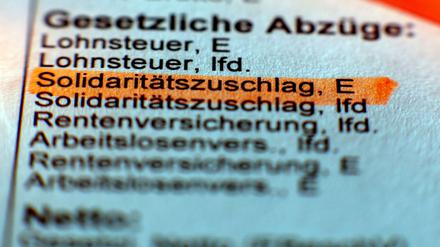 Gesetzliche Abzüge:
Lohnsteuer, E
Lohnsteuer, lfd.
Solidaritätszuschlag, E
Solidaritätszuschlag, lfd
Rentenversicherung, lfd.
Arbeitslosenvers., lfd.
Rentenversicherung, E
Arbeitslosenvers., E
Netto: